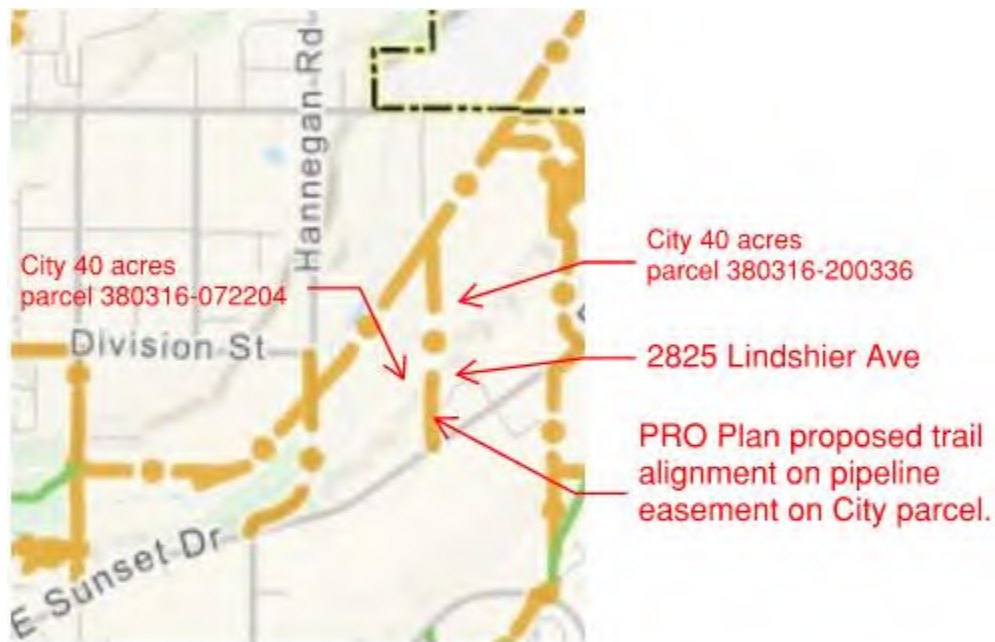 Hannegan Rd
City 40 acres
parcel 380316-200336
City 40 acres
parcel 380316-072204
Division St
2825 Lindshier Ave
PRO Plan proposed trail
alignment on pipeline
easement on City parcel.
E Sunset Dr